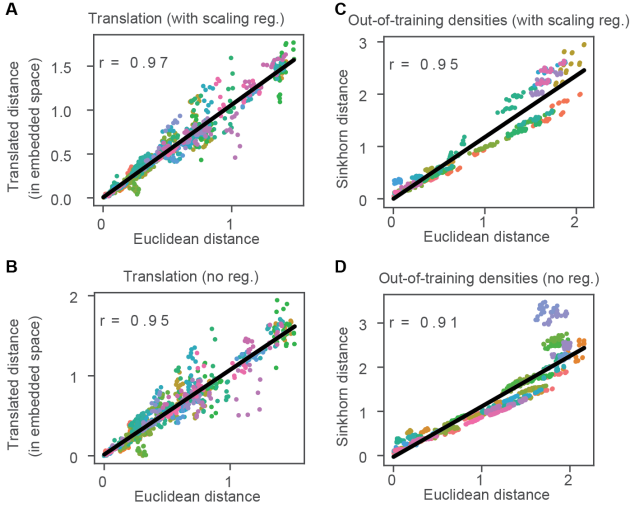 A
Translation (with scaling reg.)
r = 0.97
Translated distance
(in embedded space)
1.5
1.0
0.5
0.0
0
1
Euclidean distance
C
Out-of-training densities (with scaling reg.)
r = 0.95
Sinkhorn distance
3
2
1
0
0
1
2
Euclidean distance
B
Translation (no reg.)
r = 0.95
Translated distance
(in embedded space)
2
1
0
0
1
Euclidean distance
D
Out-of-training densities (no reg.)
r = 0.91
Sinkhorn distance
3
2
1
0
0
1
2
Euclidean distance